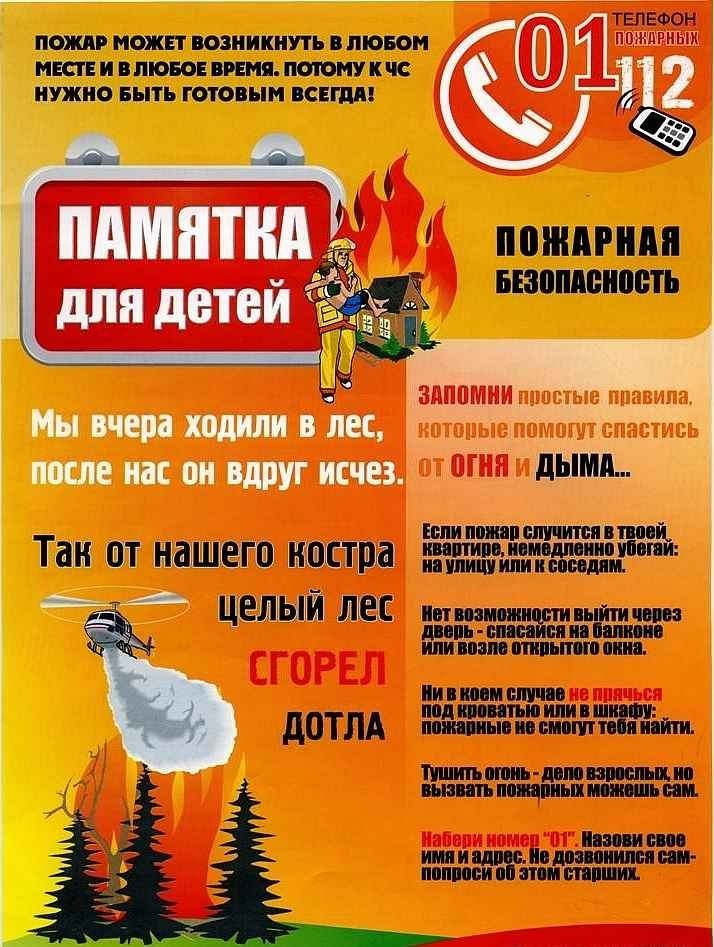 ПОЖАР МОЖЕТ ВОЗНИКНУТЬ В ЛЮБОМ
МЕСТЕ И В ЛЮБОЕ ВРЕМЯ. ПОТОМУ К ЧС
НУЖНО БЫТЬ ГОТОВЫМ ВСЕГДА!
01
ТЕЛЕФОН
ПОЖАРНЫХ
112
ПАМЯТКА
для детей
ПОЖАРНАЯ
БЕЗОПАСНОСТЬ
Мы вчера ходили в лес,
после нас он вдруг исчез.
Так от нашего костра
целый лес
СГОРЕЛ
ДОТЛА
ЗАПОМНИ простые правила,
которые помогут спастись
от ОГНЯ и ДЫМА...
Если пожар случится в твоей
квартире, немедленно убегай:
на улицу или к соседям.
Нет возможности выйти через
дверь - спасайся на балконе
или возле открытого окна.
Ни в коем случае не прячься
под кроватью или в шкафу:
пожарные не смогут тебя найти.
Тушить огонь - дело взрослых, но
вызвать пожарных можешь сам.
Набери номер "01". Назови свое
имя и адрес. Не дозвонился сам-
попроси об этом старших.